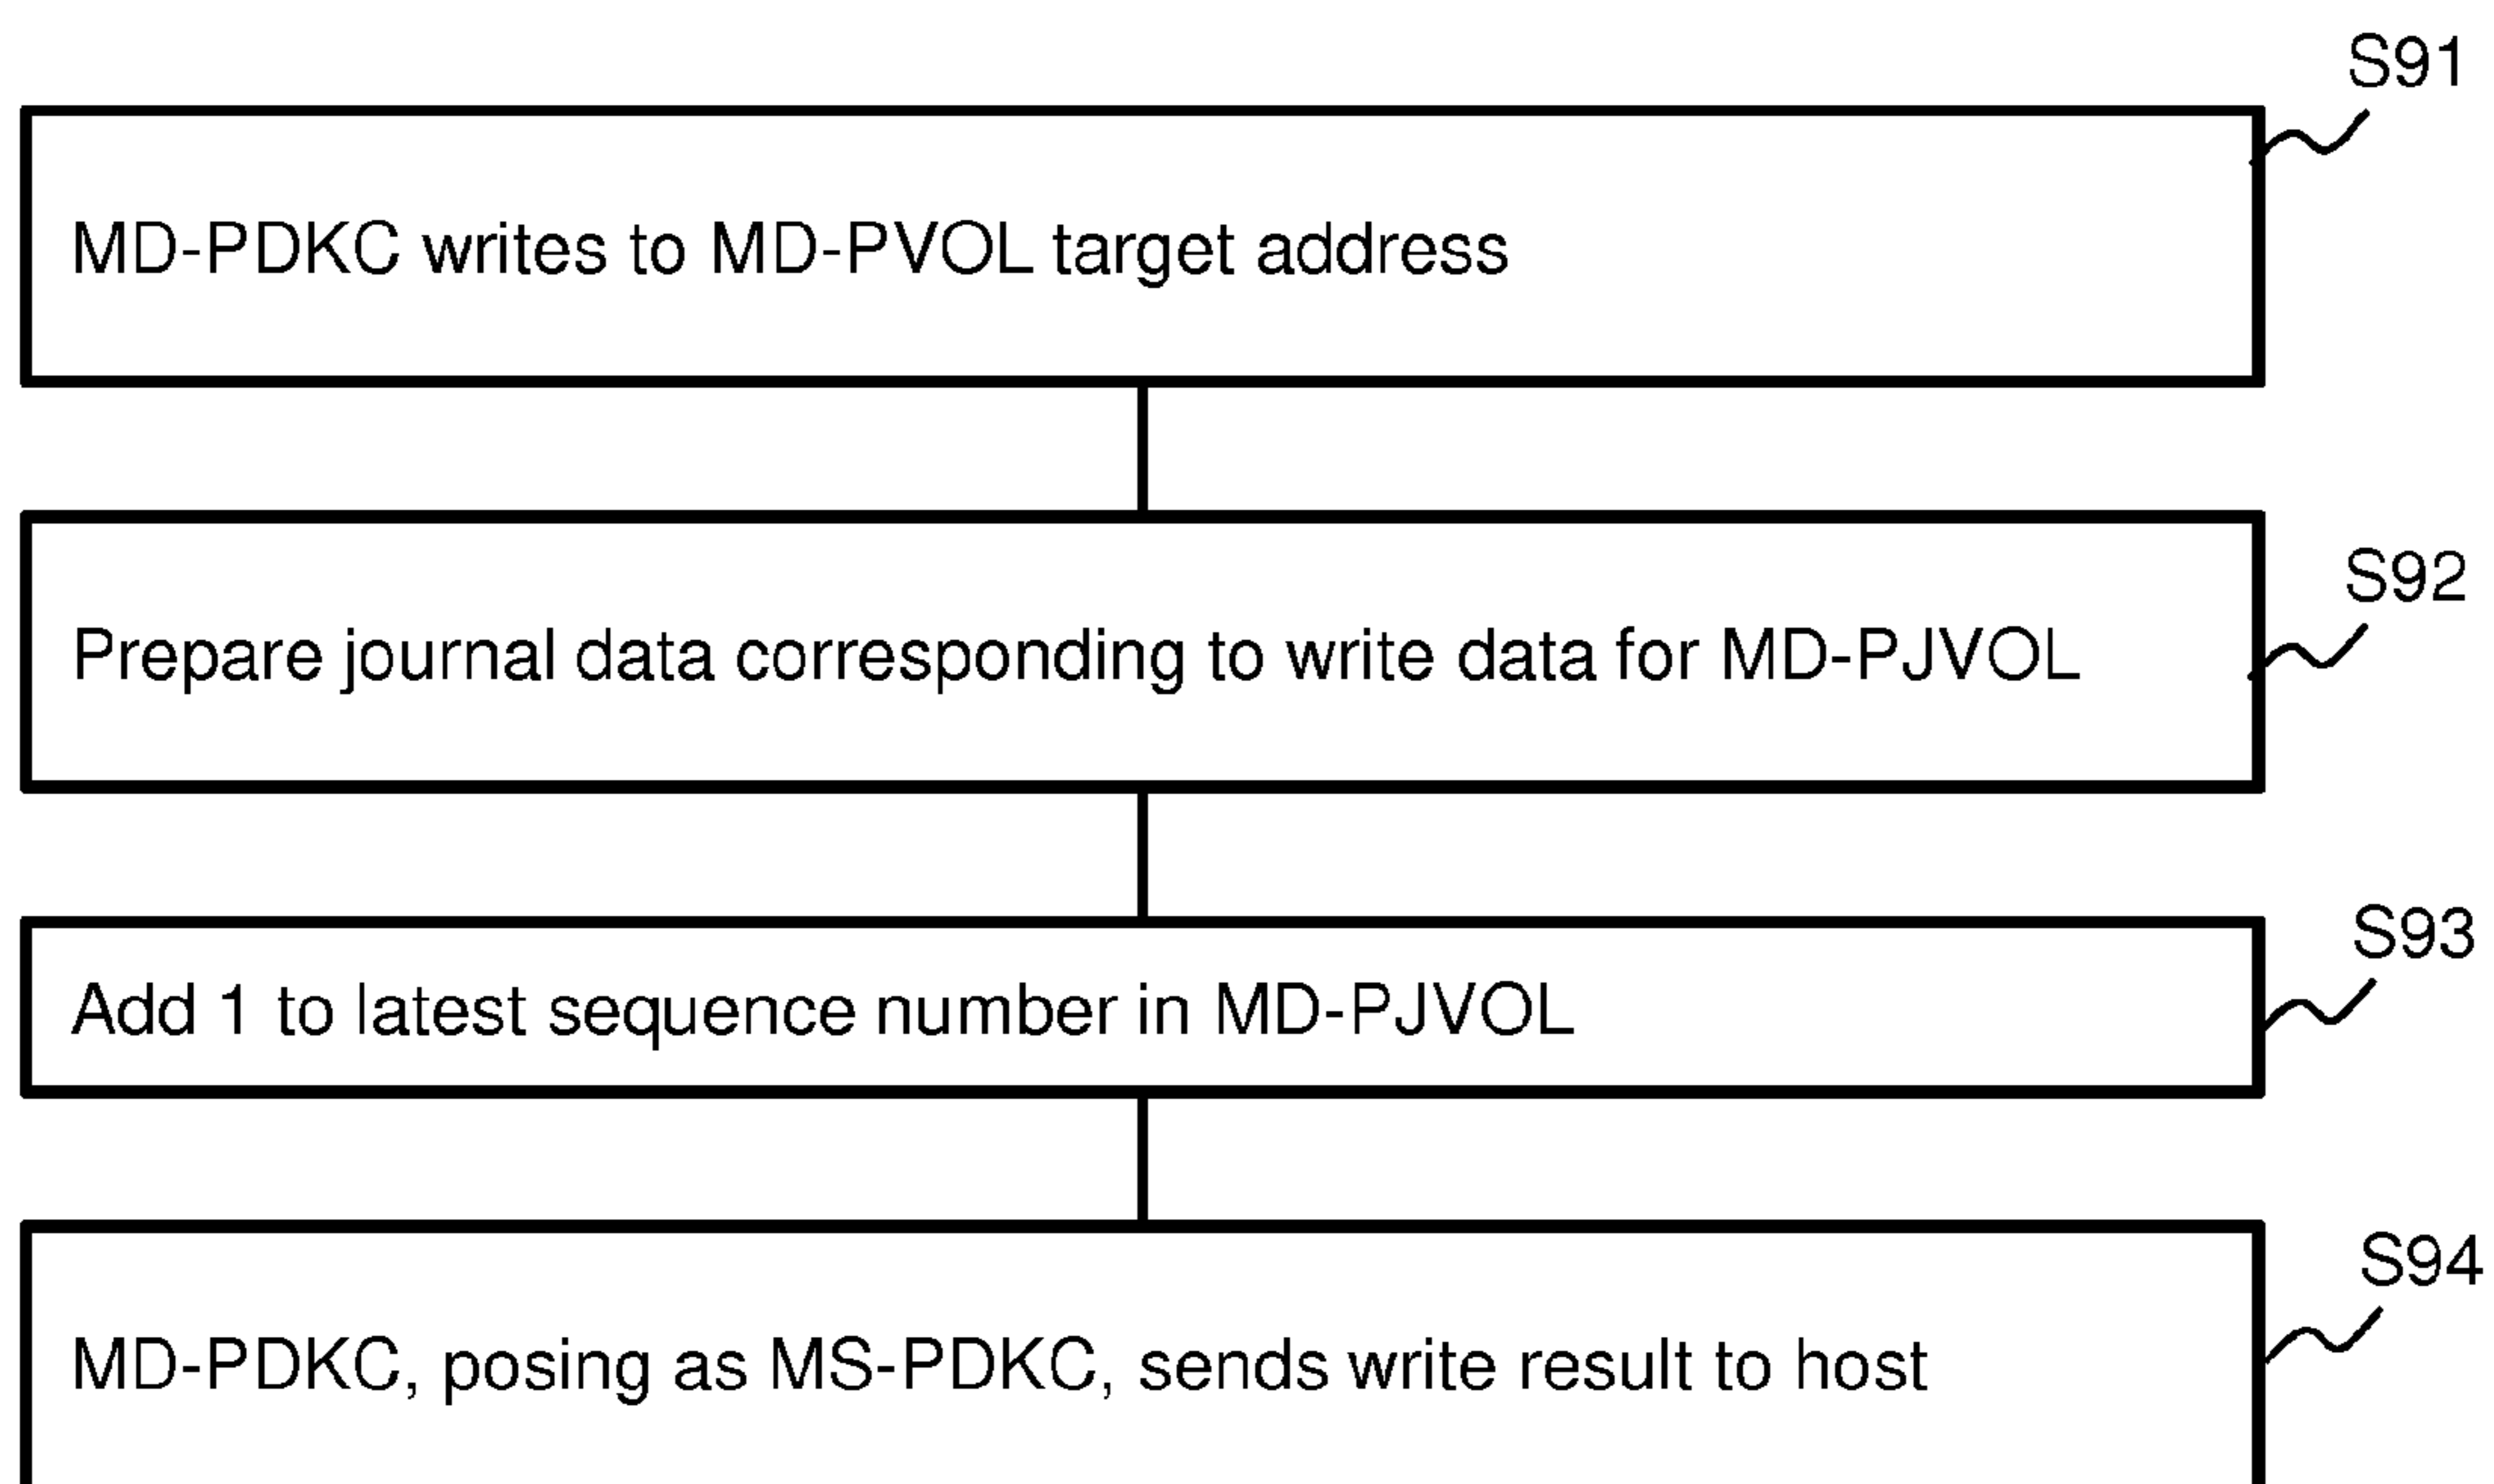 S91
MD-PDKC writes to MD-PVOL target address
S92
Prepare journal data corresponding to write data for MD-PJVOL
S93
Add 1 to latest sequence number in MD-PJVOL
S94
MD-PDKC, posing as MS-PDKC, sends write result to host